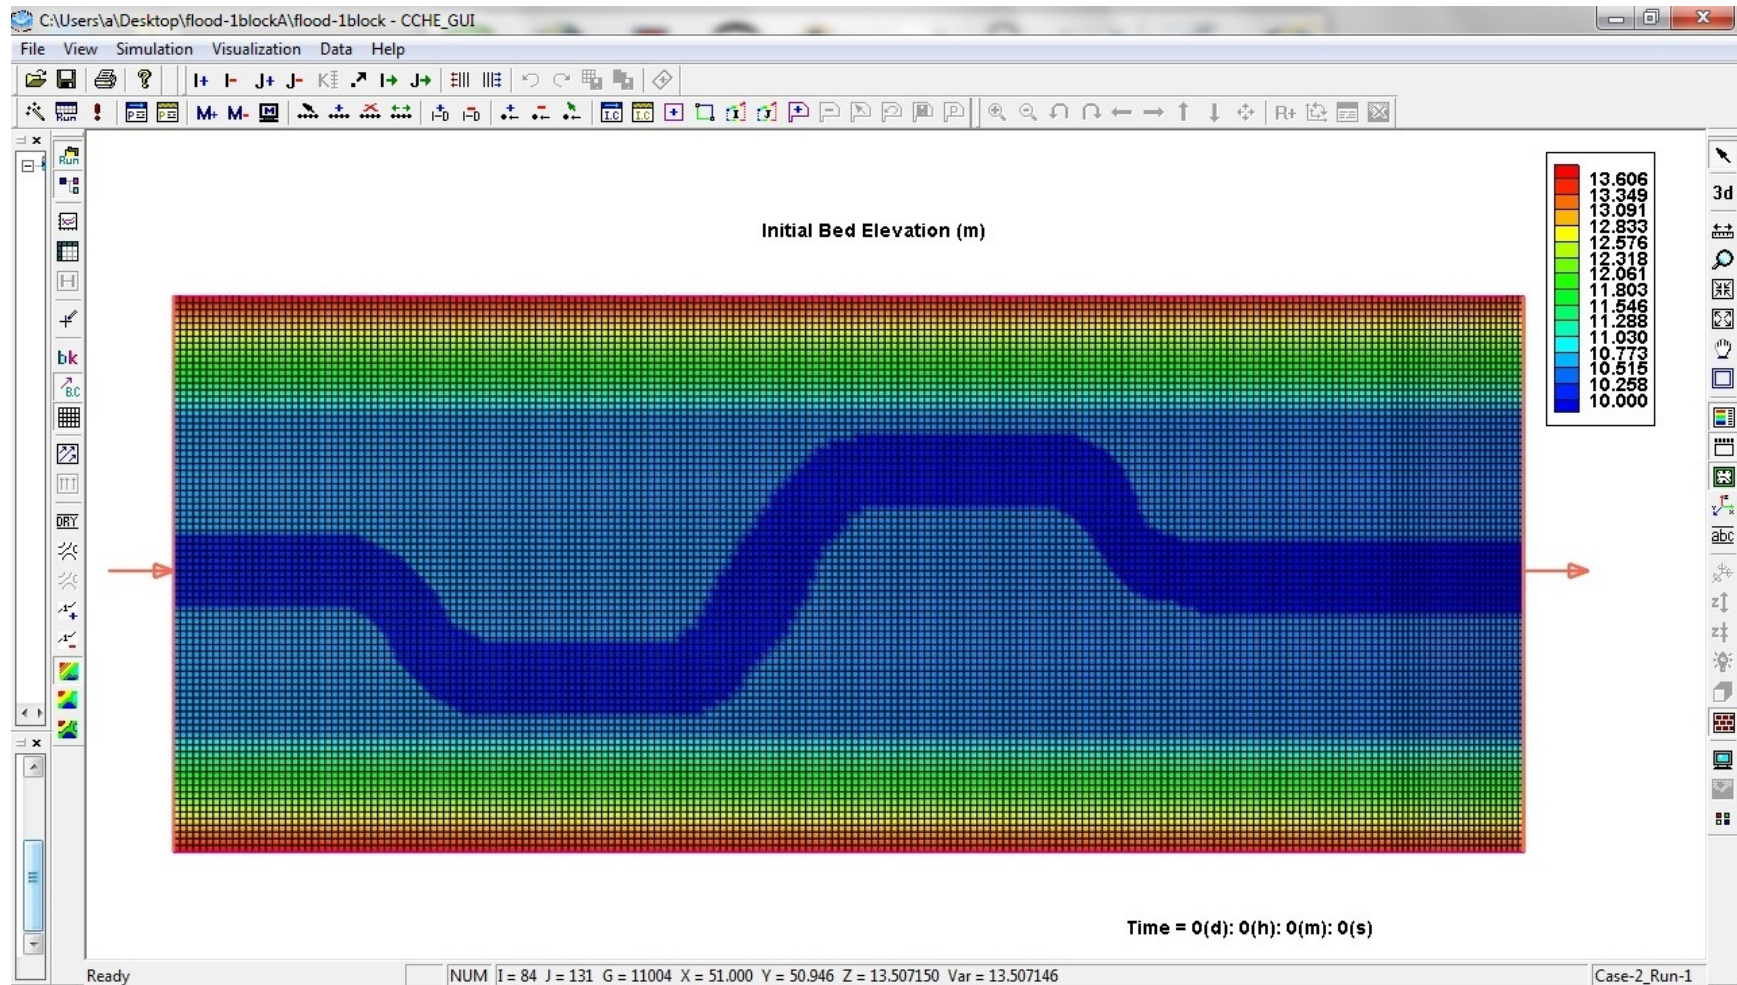 C:\Users\a\Desktop\flood-1blockA\flood-1block - CCHE_GUI
File View Simulation Visualization Data Help
I+ I- J+ J- K I→ J→
Run ! M+ M- I-D I-D I.C I.C R+
Run
3d
bk
B.C
DRY
abc
Initial Bed Elevation (m)
13.606
13.349
13.091
12.833
12.576
12.318
12.061
11.803
11.546
11.288
11.030
10.773
10.515
10.258
10.000
Time = 0(d): 0(h): 0(m): 0(s)
Ready NUM I = 84 J = 131 G = 11004 X = 51.000 Y = 50.946 Z = 13.507150 Var = 13.507146 Case-2_Run-1